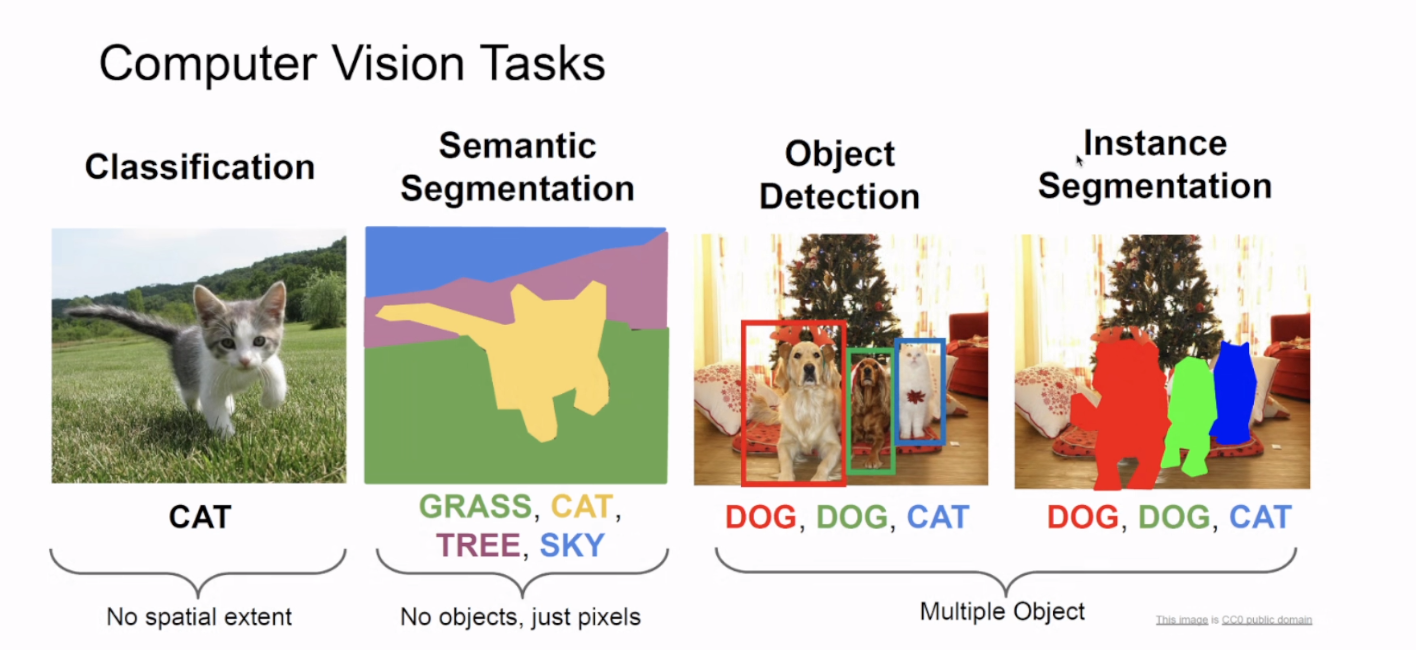 Computer Vision Tasks
Classification
Semantic
Segmentation
Object
Detection
Instance
Segmentation
CAT
GRASS, CAT,
TREE, SKY
DOG, DOG, CAT
DOG, DOG, CAT
No spatial extent
No objects, just pixels
Multiple Object
This image is CC0 public domain